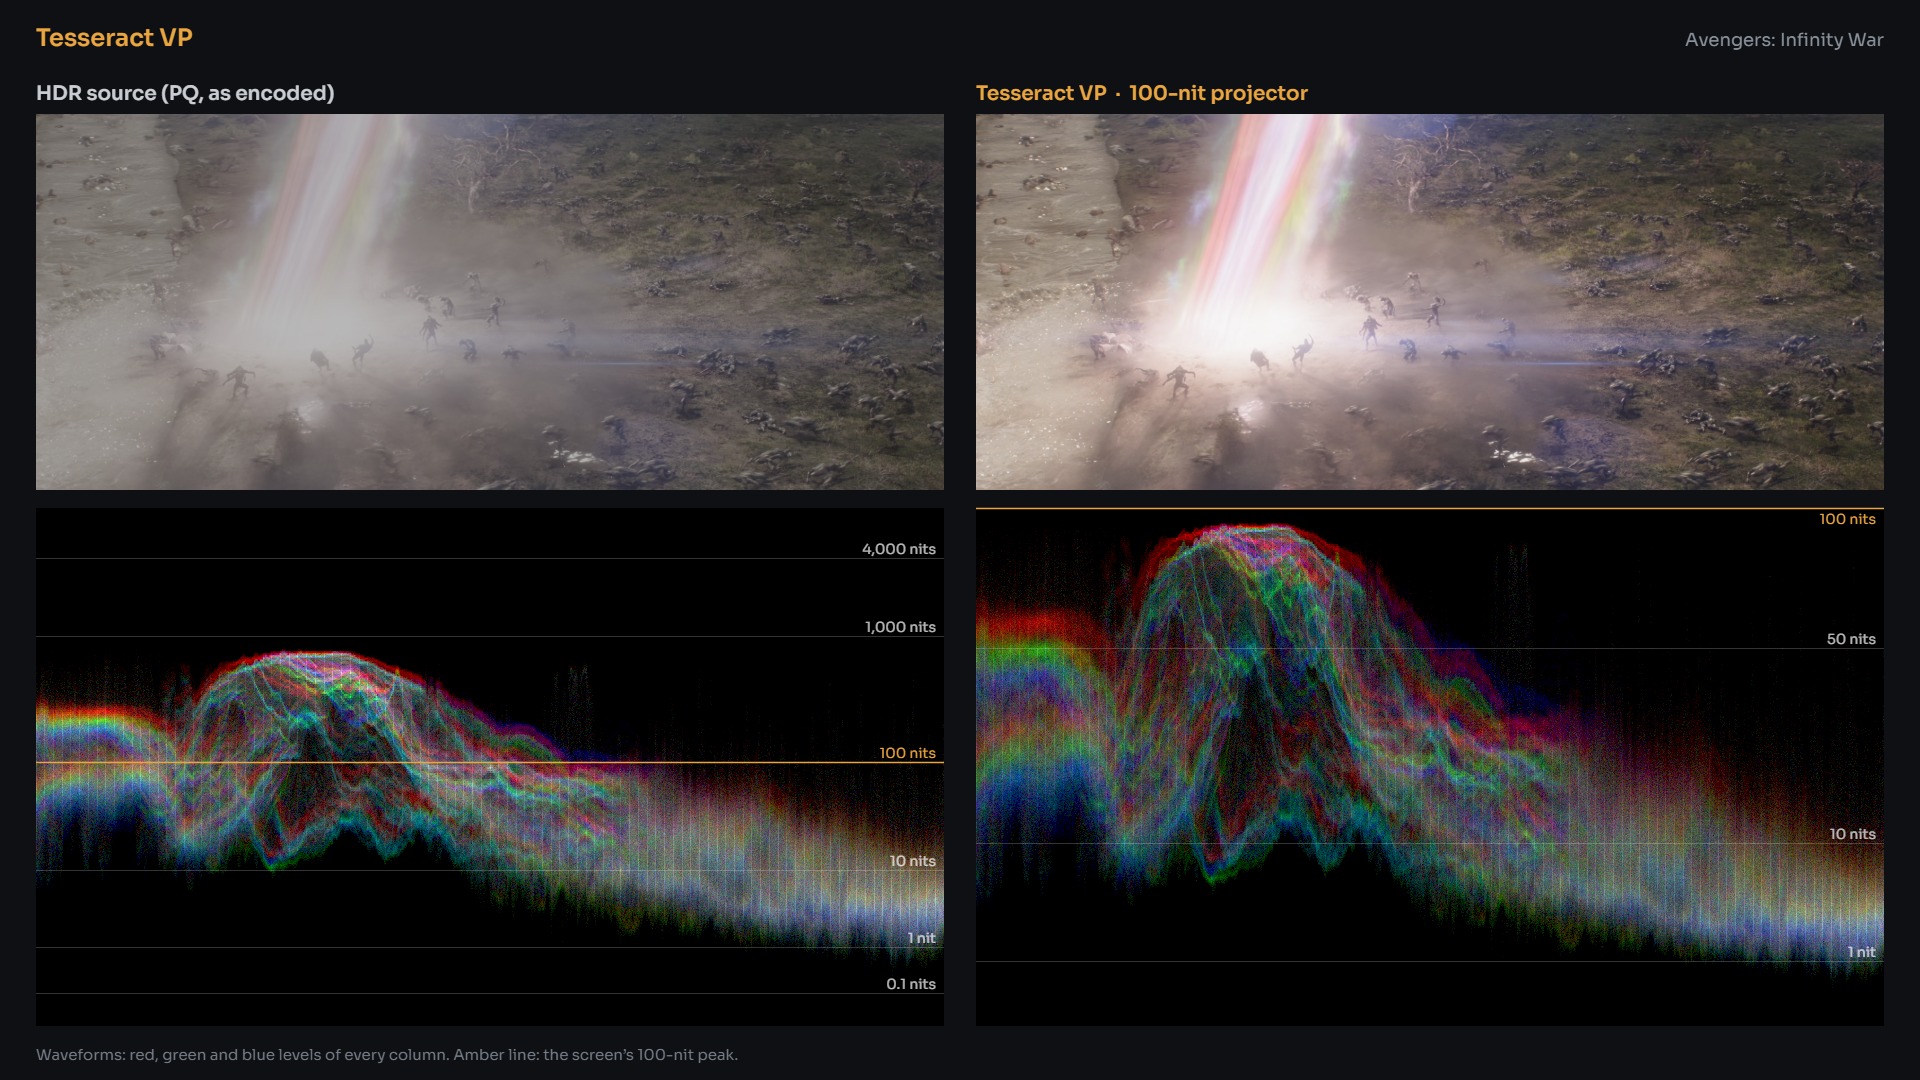 Tesseract VP
Avengers: Infinity War
HDR source (PQ, as encoded)
Tesseract VP · 100-nit projector
4,000 nits
1,000 nits
100 nits
10 nits
1 nit
0.1 nits
100 nits
50 nits
10 nits
1 nit
Waveforms: red, green and blue levels of every column. Amber line: the screen’s 100-nit peak.